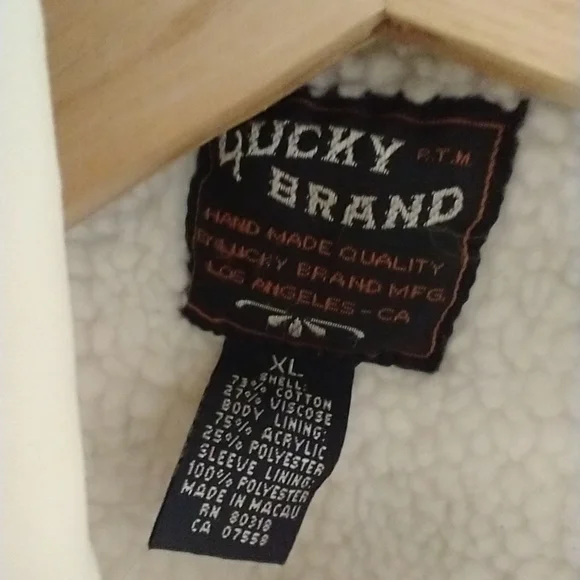 LUCKY R.T.M.
BRAND
HAND MADE QUALITY
BY LUCKY BRAND MFG.
LOS ANGELES - CA
XL
SHELL:
73% COTTON
27% VISCOSE
BODY LINING:
75% ACRYLIC
25% POLYESTER
SLEEVE LINING:
100% POLYESTER
MADE IN MACAU
RN 80318
CA 07558